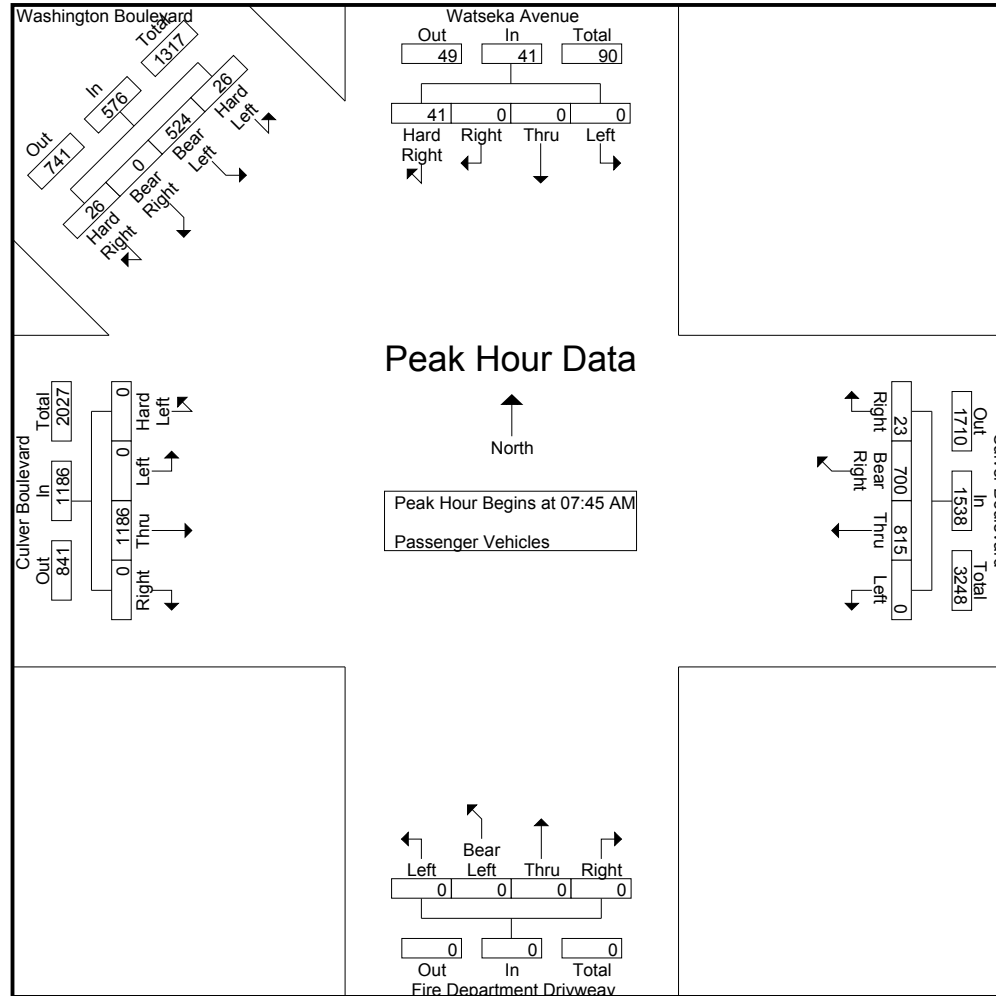 Washington Boulevard
Out
In
Total
741
576
1317
26
0
524
26
Hard
Right
Bear
Right
Bear
Left
Hard
Left
Watseka Avenue
Out In Total
49 41 90
41 0 0 0
Hard
Right
Right Thru Left
Culver Boulevard
Out In Total
841 1186 2027
0 0 1186 0
Hard
Left
Left Thru Right
Peak Hour Data
North
Peak Hour Begins at 07:45 AM
Passenger Vehicles
Out In Total
1710 1538 3248
23 700 815 0
Right
Bear
Right
Thru Left
Bear
Left
Left Thru Right
0 0 0 0
0 0 0
Out In Total
Fire Department Driveway